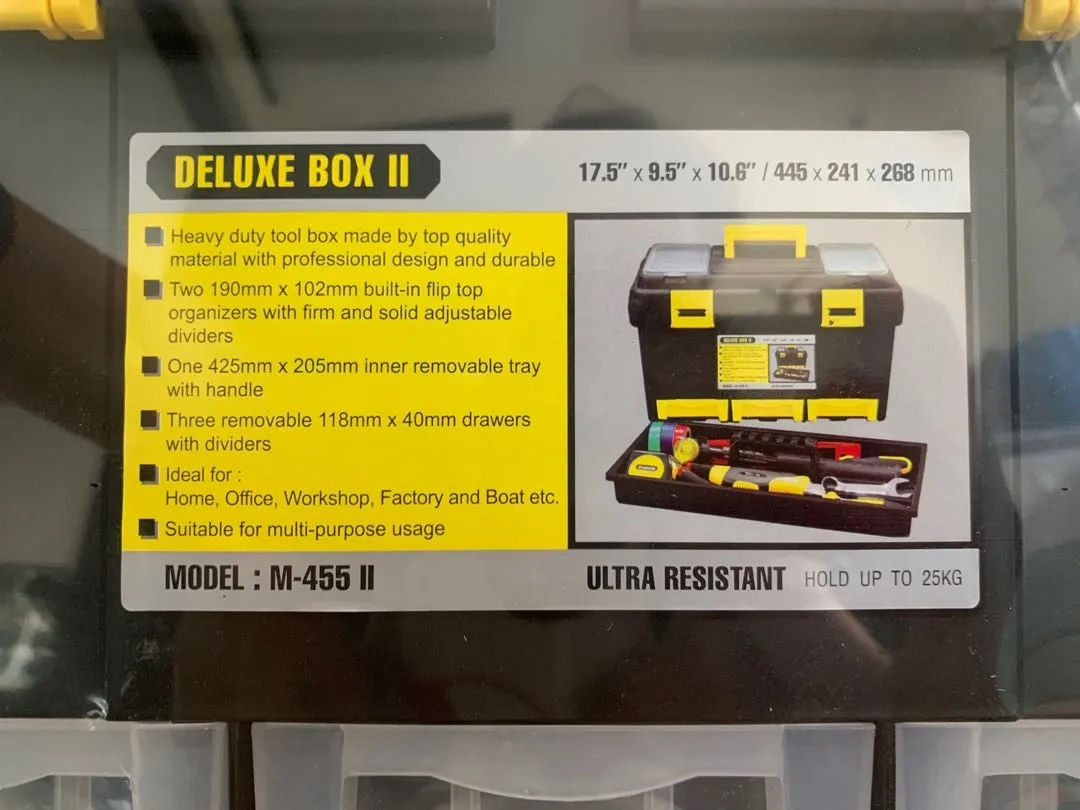 DELUXE BOX II
17.5" x 9.5" x 10.6" / 445 x 241 x 268 mm
Heavy duty tool box made by top quality
material with professional design and durable
Two 190mm x 102mm built-in flip top
organizers with firm and solid adjustable
dividers
One 425mm x 205mm inner removable tray
with handle
Three removable 118mm x 40mm drawers
with dividers
Ideal for :
Home, Office, Workshop, Factory and Boat etc.
Suitable for multi-purpose usage
DELUXE BOX II
MODEL : M-455 II
ULTRA RESISTANT HOLD UP TO 25KG